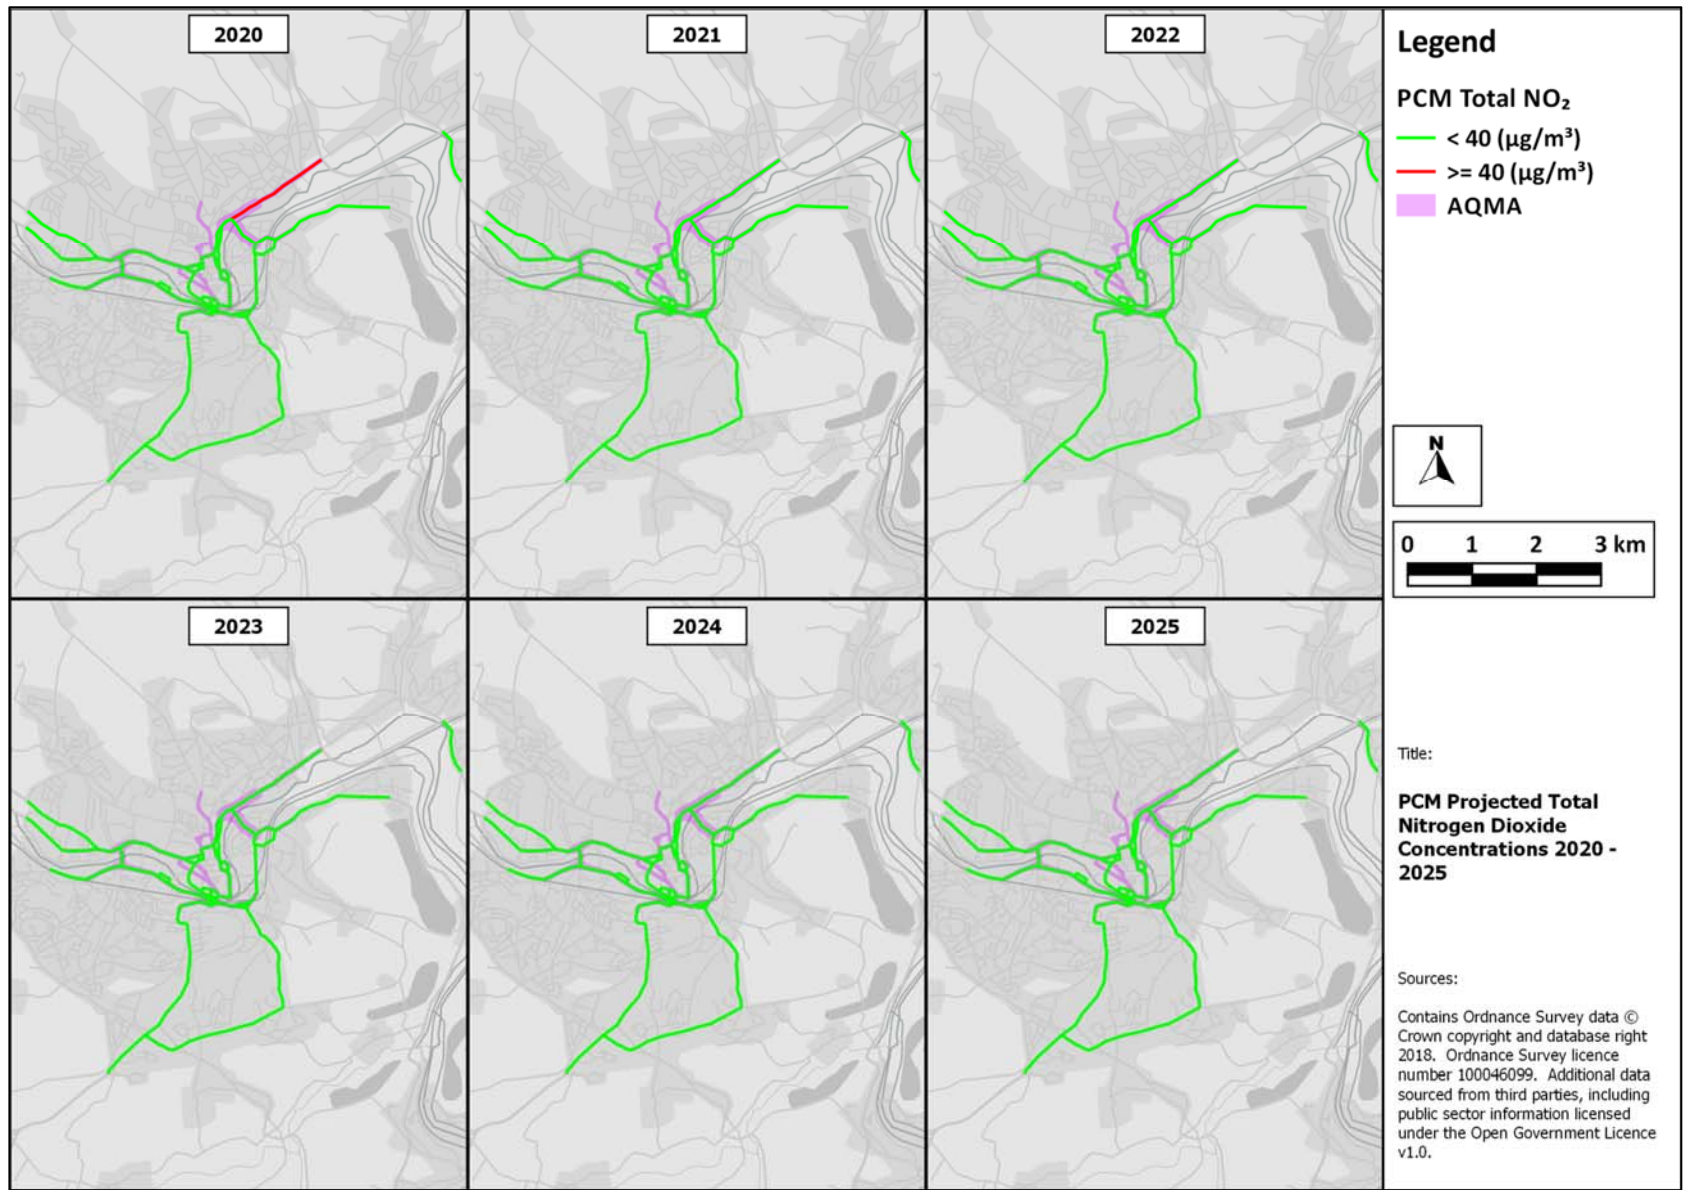 2020
2021
2022
2023
2024
2025
Legend
PCM Total NO₂
< 40 (µg/m³)
>= 40 (µg/m³)
AQMA
N
0 1 2 3 km
Title:
PCM Projected Total
Nitrogen Dioxide
Concentrations 2020 -
2025
Sources:
Contains Ordnance Survey data ©
Crown copyright and database right
2018. Ordnance Survey licence
number 100046099. Additional data
sourced from third parties, including
public sector information licensed
under the Open Government Licence
v1.0.